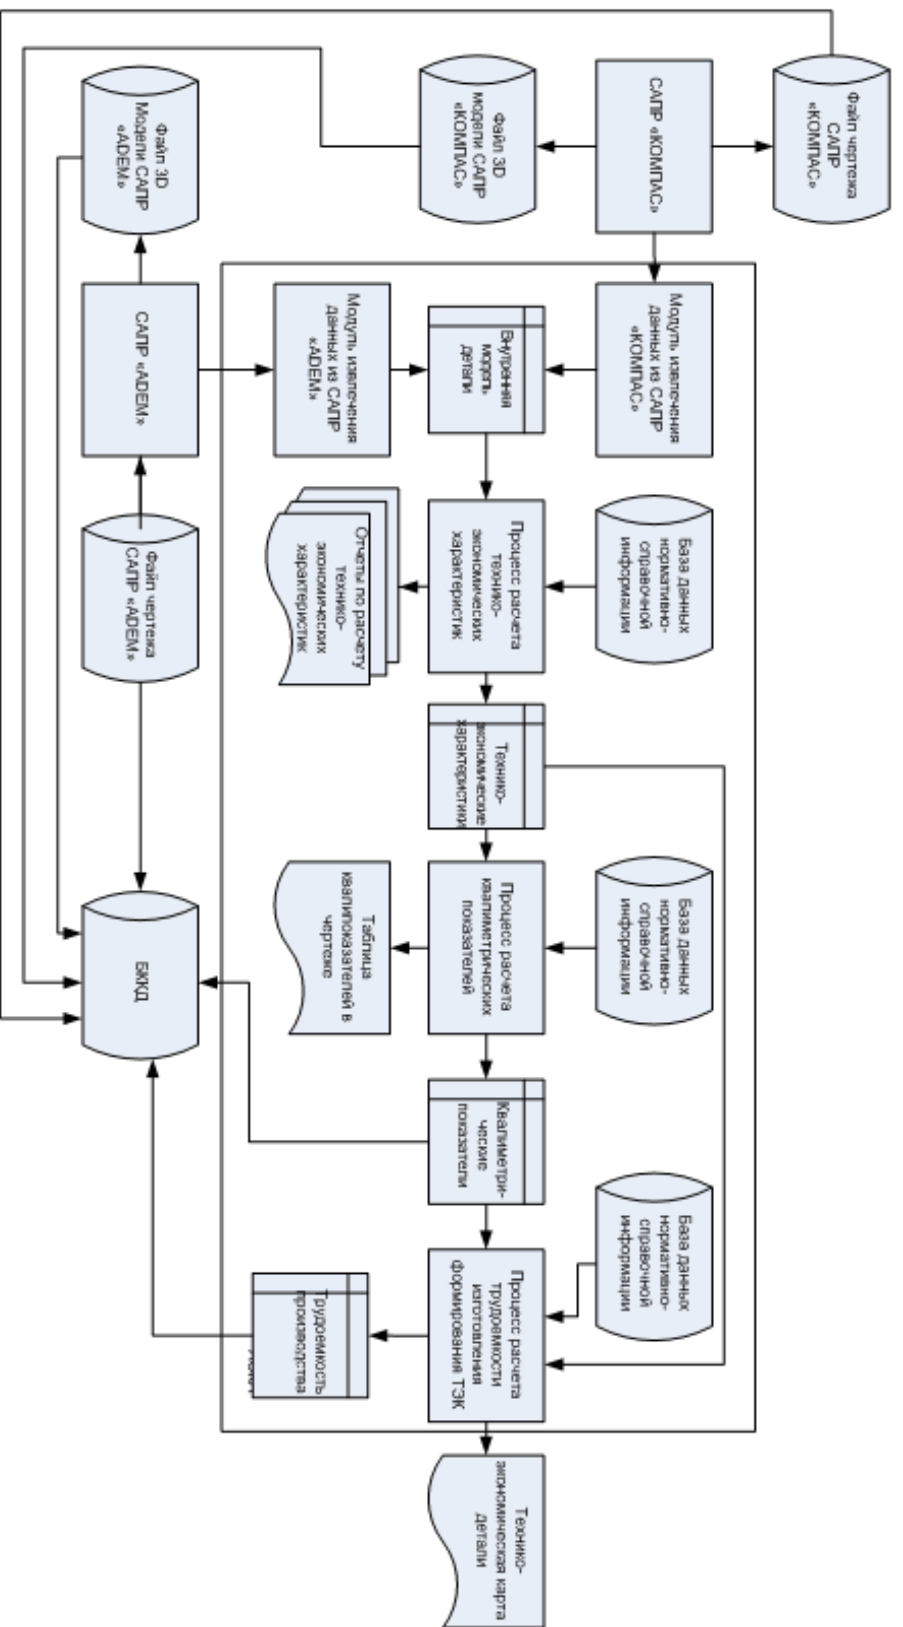 Файл чертежа
САПР
«КОМПАС»
САПР «КОМПАС»
Файл 3D
модели САПР
«КОМПАС»
Файл 3D
Модели САПР
«ADEM»
Модуль извлечения
данных из САПР
«КОМПАС»
Внутренняя
модель
детали
Модуль извлечения
данных из САПР
«ADEM»
САПР «ADEM»
База данных
нормативно-
справочной
информации
Процесс расчета
технико-
экономических
характеристик
Отчеты по расчету
технико-
экономических
характеристик
Файл чертежа
САПР «ADEM»
Технико-
экономические
характеристики
База данных
нормативно-
справочной
информации
Процесс расчета
квалиметрических
показателей
Таблица
квалипоказателей в
чертеже
БККД
Квалиметри-
ческие
показатели
База данных
нормативно-
справочной
информации
Процесс расчета
трудоемкости
изготовления
формирования ТЭК
Трудоемкость
производства
Технико-
экономическая карта
детали